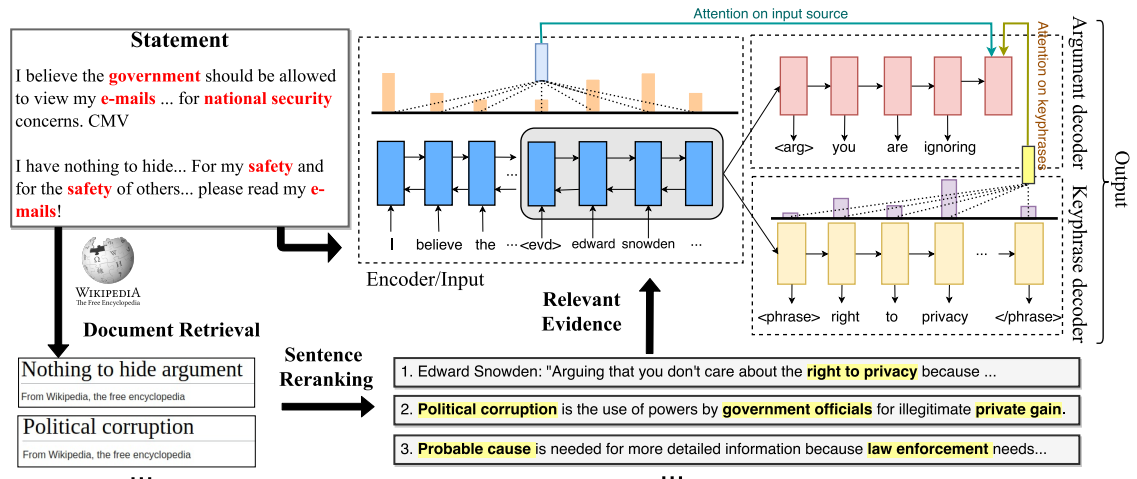 Statement
I believe the government should be allowed
to view my e-mails ... for national security
concerns. CMV
I have nothing to hide... For my safety and
for the safety of others... please read my e-
mails!
WIKIPEDIA
The Free Encyclopedia
Document Retrieval
Nothing to hide argument
From Wikipedia, the free encyclopedia
Political corruption
From Wikipedia, the free encyclopedia
...
Sentence
Reranking
Attention on input source
...
I believe the ... <evd> edward snowden ...
Encoder/Input
Relevant
Evidence
<arg> you are ignoring
Argument decoder
Attention on keyphrases
...
<phrase> right to privacy </phrase>
Keyphrase decoder
Output
1. Edward Snowden: "Arguing that you don't care about the right to privacy because ...
2. Political corruption is the use of powers by government officials for illegitimate private gain.
3. Probable cause is needed for more detailed information because law enforcement needs...
...